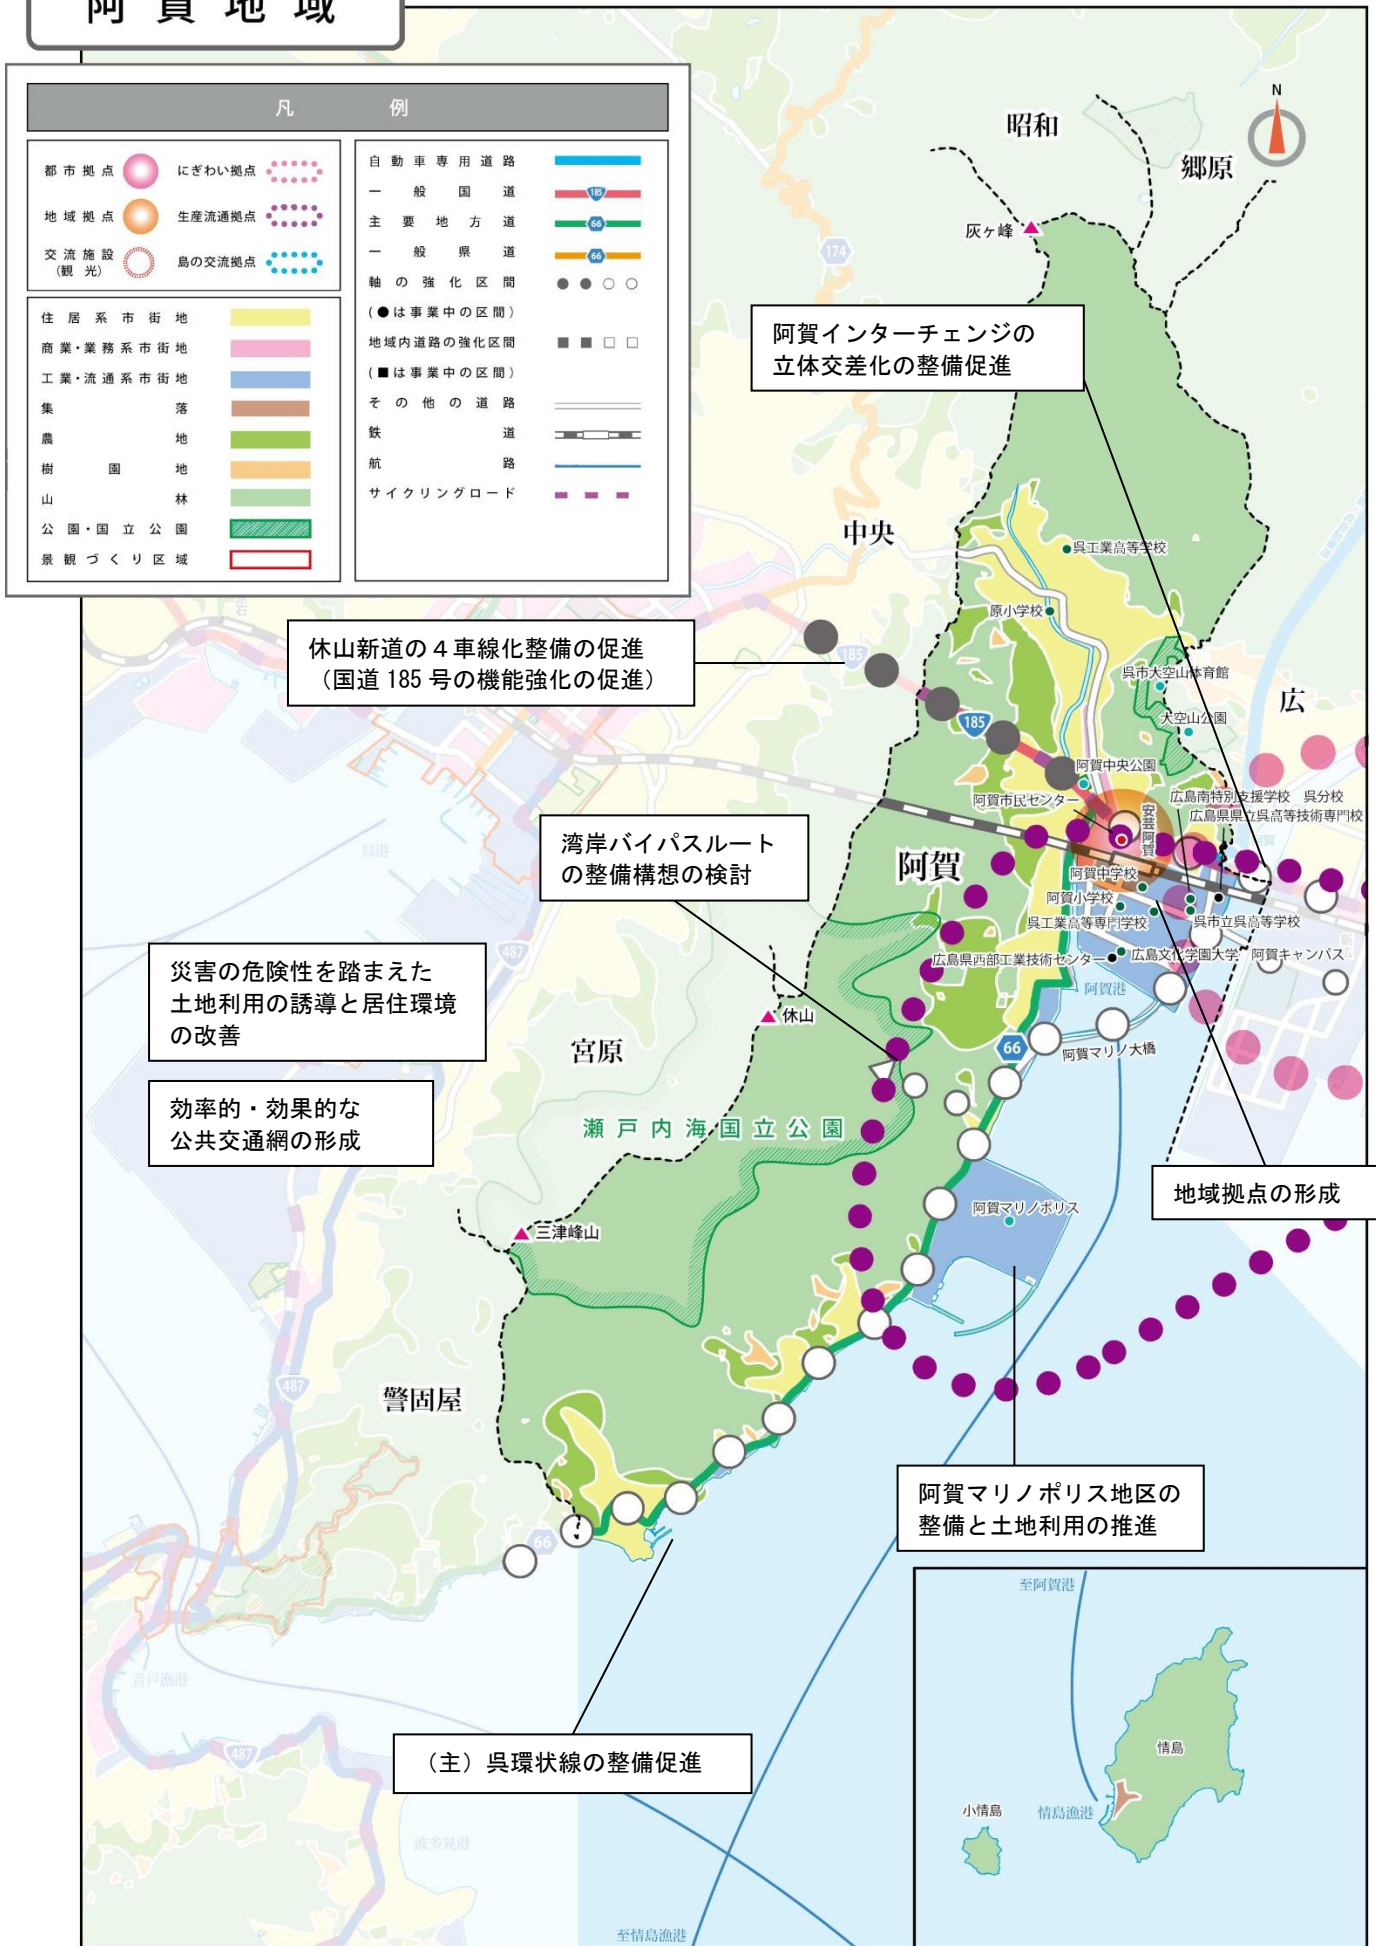 阿賀地域
凡例
都市拠点
にぎわい拠点
地域拠点
生産流通拠点
交流施設
(観光)
島の交流拠点
住居系市街地
商業・業務系市街地
工業・流通系市街地
集落
農地
樹園地
山林
公園・国立公園
景観づくり区域
自動車専用道路
一般国道
185
主要地方道
66
一般県道
66
軸の強化区間
(●は事業中の区間)
地域内道路の強化区間
(■は事業中の区間)
その他の道路
鉄道
航路
サイクリングロード
N
昭和
郷原
灰ヶ峰
174
阿賀インターチェンジの
立体交差化の整備促進
中央
呉工業高等学校
原小学校
休山新道の４車線化整備の促進
（国道 185 号の機能強化の促進）
185
185
呉市大空山体育館
広
大空山公園
阿賀中央公園
阿賀市民センター
広島南特別支援学校 呉分校
広島県県立呉高等技術専門校
安芸阿賀
呉港
湾岸バイパスルート
の整備構想の検討
阿賀
阿賀中学校
阿賀小学校
呉工業高等専門学校
呉市立呉高等学校
広島県西部工業技術センター
広島文化学園大学 阿賀キャンパス
新広
487
災害の危険性を踏まえた
土地利用の誘導と居住環境
の改善
阿賀港
休山
宮原
66
阿賀マリノ大橋
効率的・効果的な
公共交通網の形成
瀬戸内海国立公園
地域拠点の形成
阿賀マリノポリス
三津峰山
487
警固屋
阿賀マリノポリス地区の
整備と土地利用の推進
66
至阿賀港
音戸漁港
487
（主）呉環状線の整備促進
情島
小情島
情島漁港
波多見港
至情島漁港